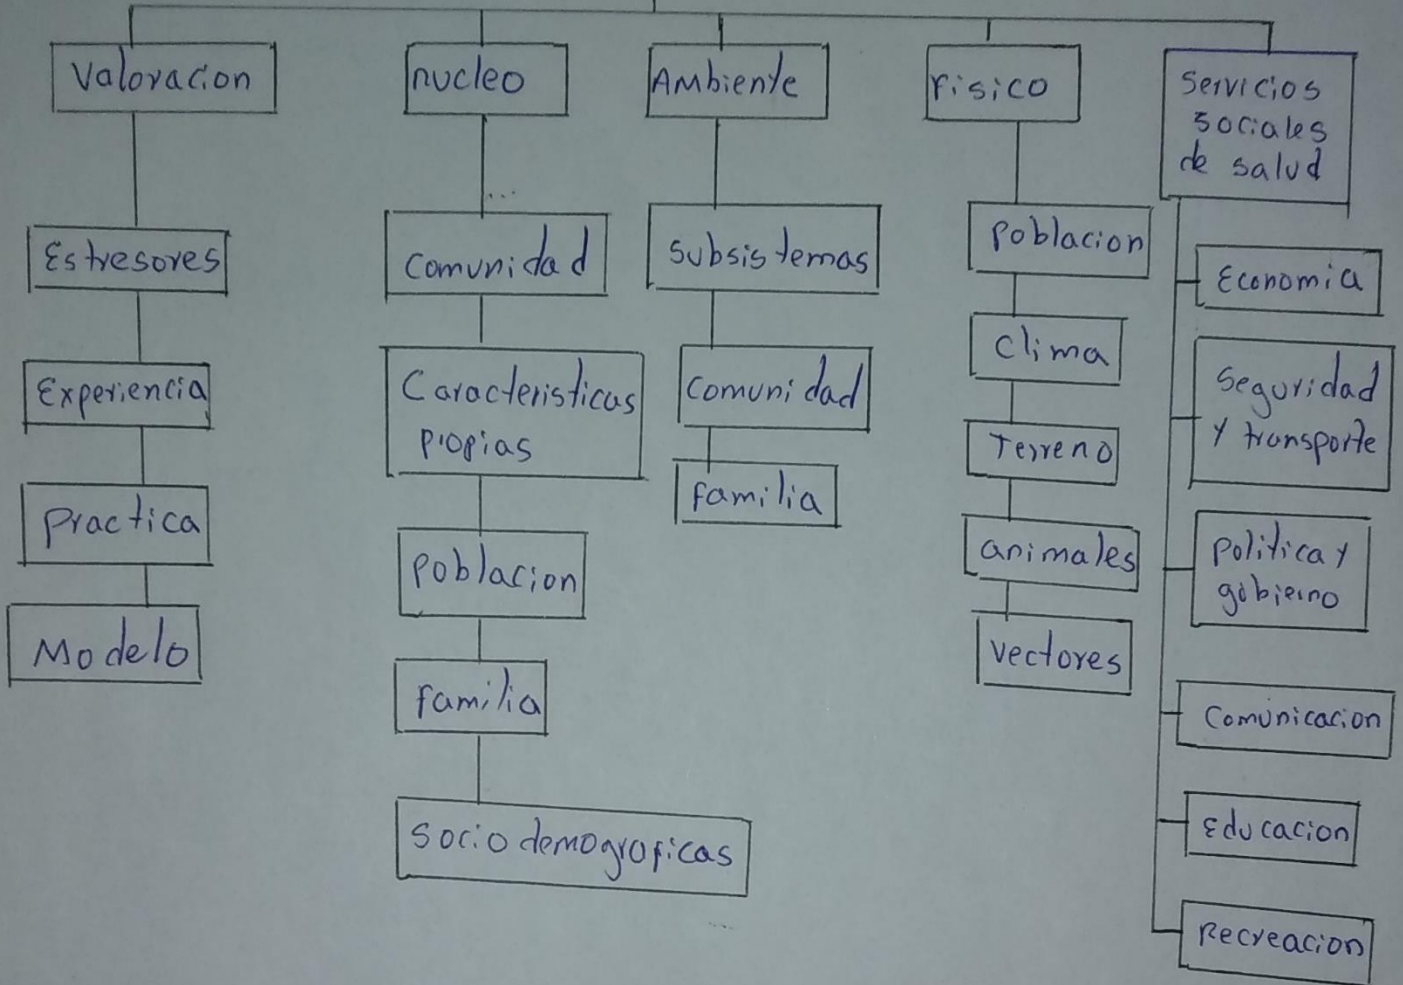 Valoracion
Estresores
Experiencia
practica
Modelo
nucleo
comunidad
Caracteristicas
propias
poblacion
familia
socio demograficas
Ambiente
subsistemas
comunidad
familia
Fisico
poblacion
clima
Terreno
animales
vectores
servicios
sociales
de salud
Economia
seguridad
y transporte
politica y
gobierno
comunicacion
Educacion
Recreacion